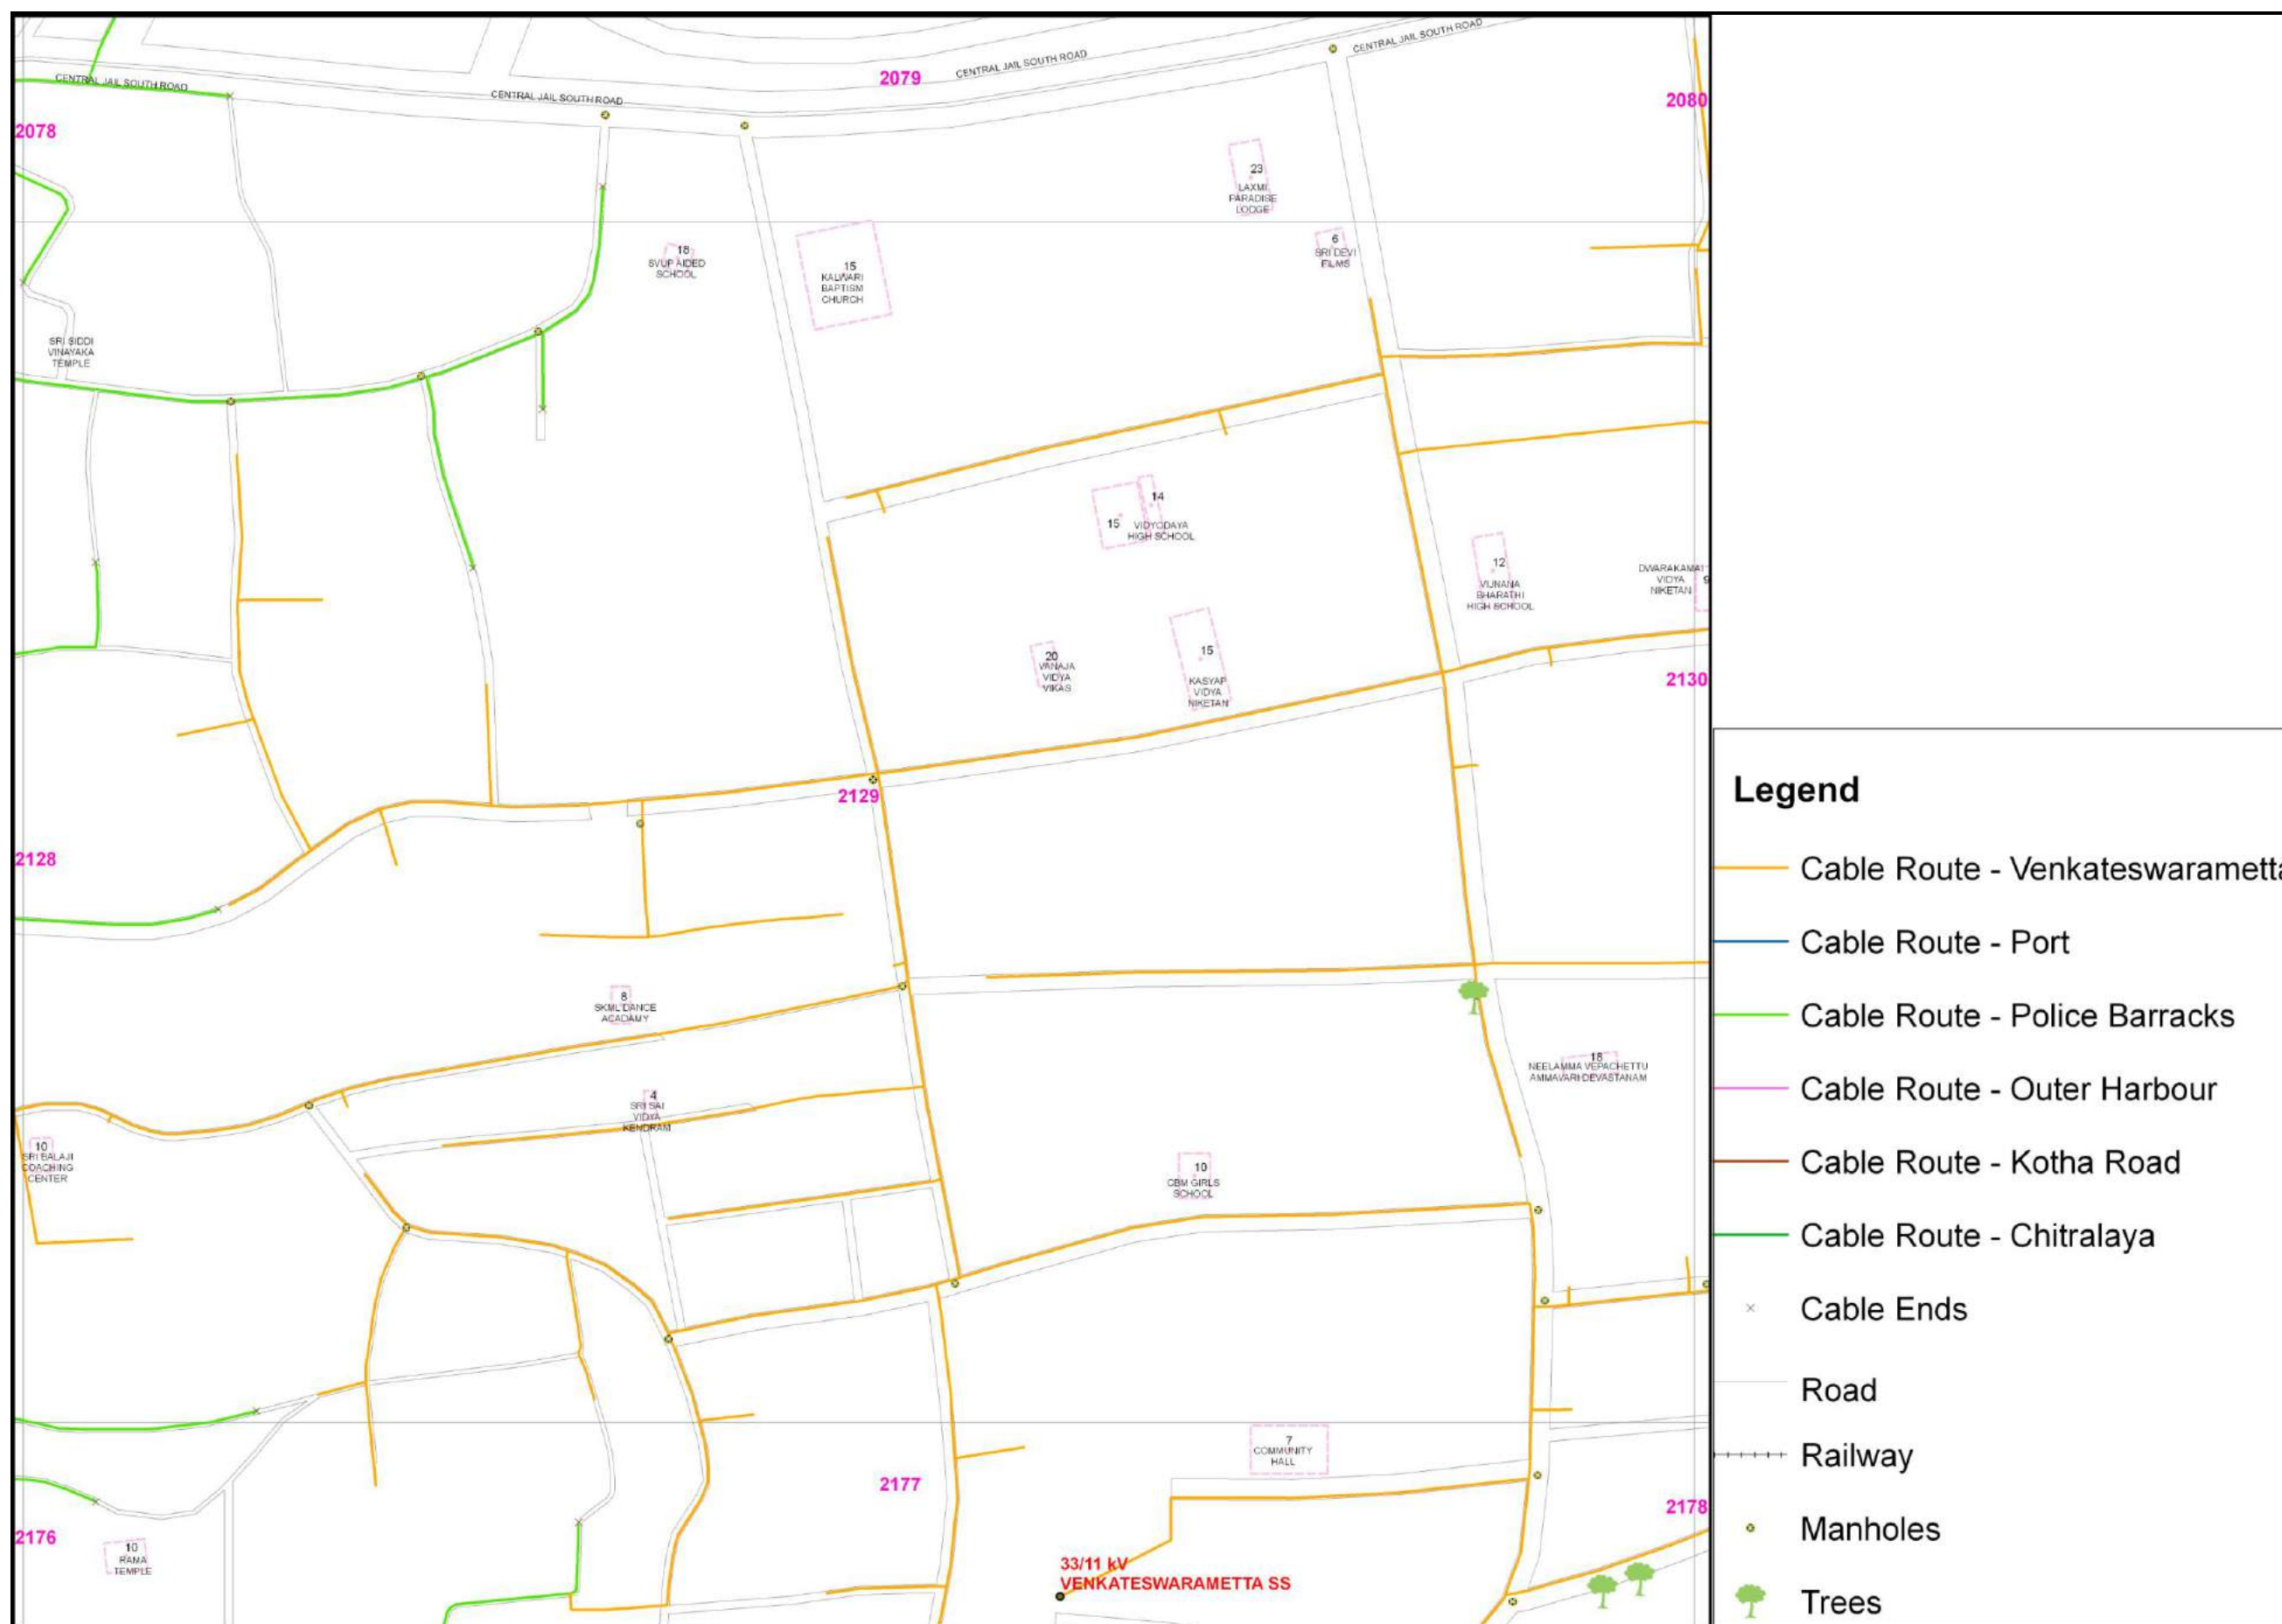 CENTRAL JAIL SOUTH ROAD
CENTRAL JAIL SOUTH ROAD
2079
CENTRAL JAIL SOUTH ROAD
CENTRAL JAIL SOUTH ROAD
2080
2078
23
LAXMI
PARADISE
LODGE
18
SVUP AIDED
SCHOOL
15
KALWARI
BAPTISM
CHURCH
6
SRI DEVI
FILMS
SRI SIDDI
VINAYAKA
TEMPLE
15
14
VIDYODAYA
HIGH SCHOOL
12
VIJNANA
BHARATHI
HIGH SCHOOL
DWARAKAMAI
VIDYA
NIKETAN
9
20
VANAJA
VIDYA
VIKAS
15
KASYAP
VIDYA
NIKETAN
2130
2129
2128
8
SKML DANCE
ACADAMY
18
NEELAMMA VEPACHETTU
AMMAVARI DEVASTANAM
4
SRI SAI
VIDYA
KENDRAM
10
SRI BALAJI
COACHING
CENTER
10
CBM GIRLS
SCHOOL
7
COMMUNITY
HALL
2177
2178
2176
10
RAMA
TEMPLE
33/11 kV
VENKATESWARAMETTA SS
Legend
Cable Route - Venkateswarametta
Cable Route - Port
Cable Route - Police Barracks
Cable Route - Outer Harbour
Cable Route - Kotha Road
Cable Route - Chitralaya
Cable Ends
Road
Railway
Manholes
Trees